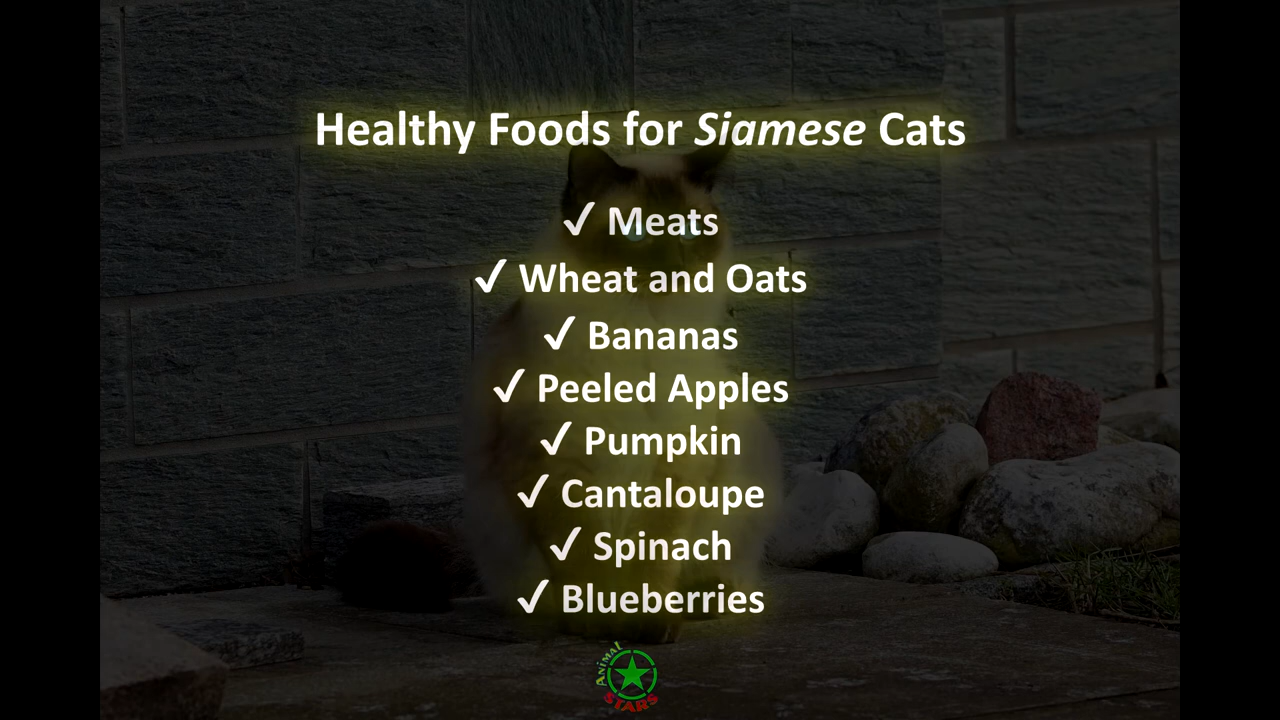 Healthy Foods for Siamese Cats
✓ Meats
✓ Wheat and Oats
✓ Bananas
✓ Peeled Apples
✓ Pumpkin
✓ Cantaloupe
✓ Spinach
✓ Blueberries
ANiMAL
STARS